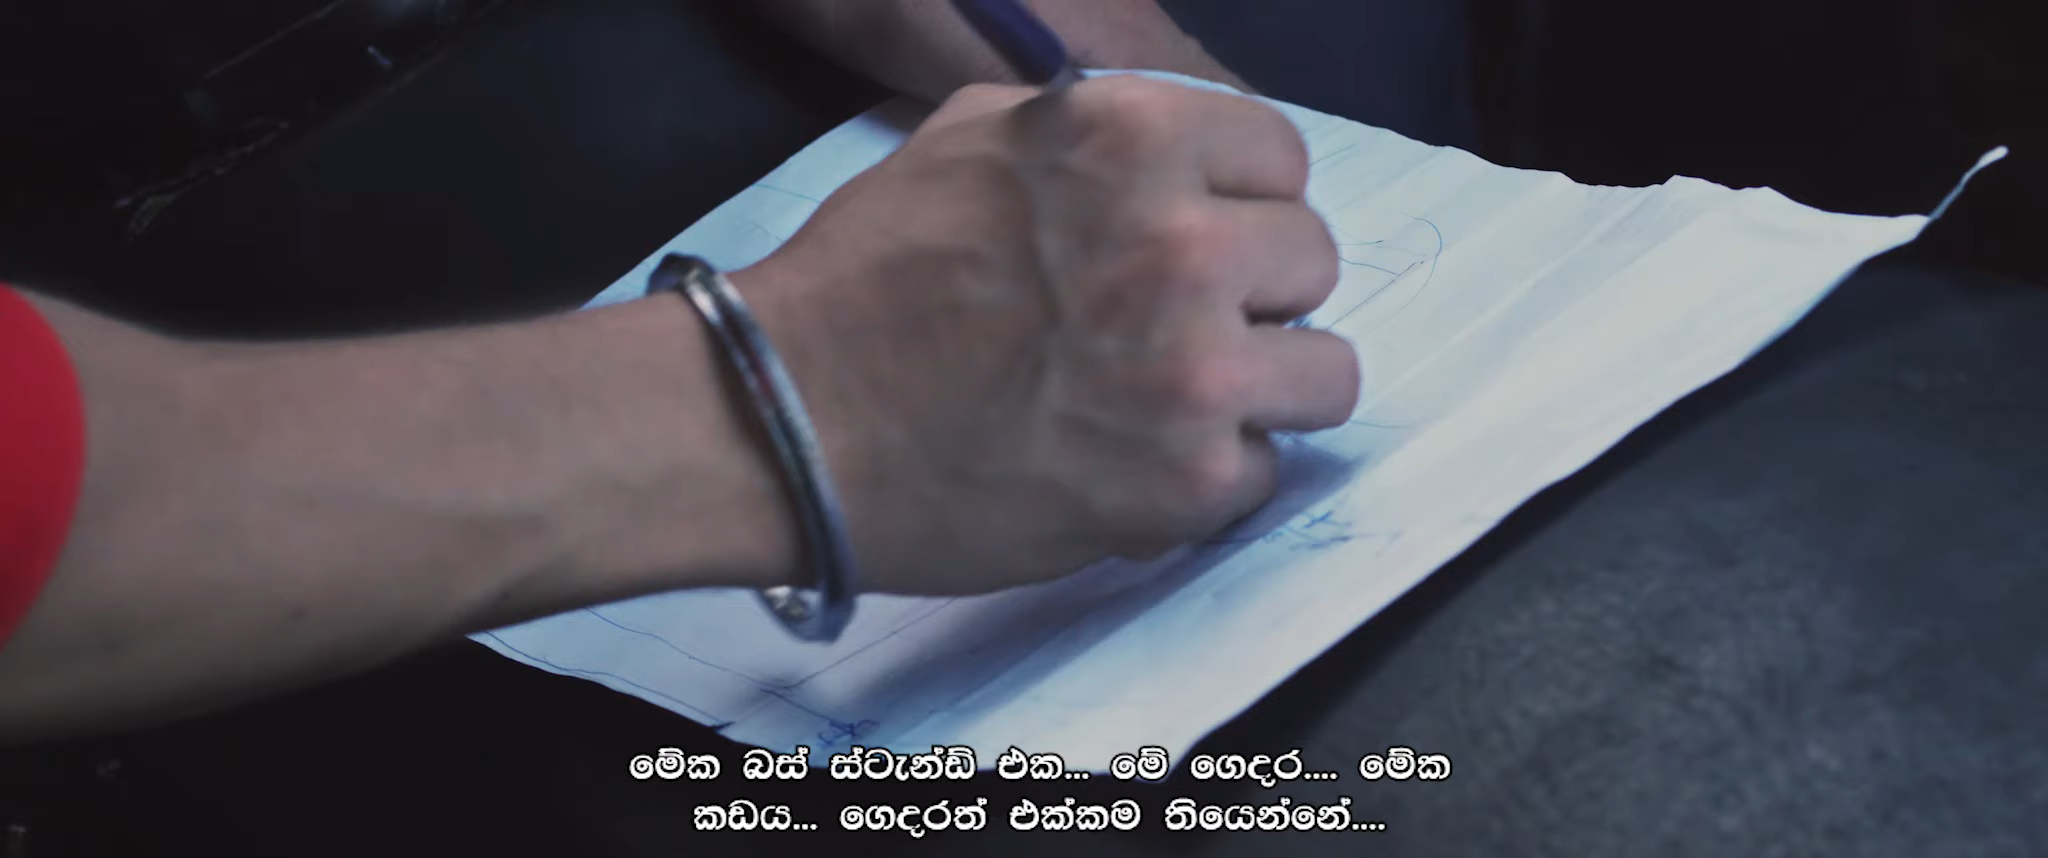 මේක බස් ස්ටෑන්ඩ් එක... මේ ගෙදර.... මේක
කඩය... ගෙදරත් එක්කම තියෙන්නේ....